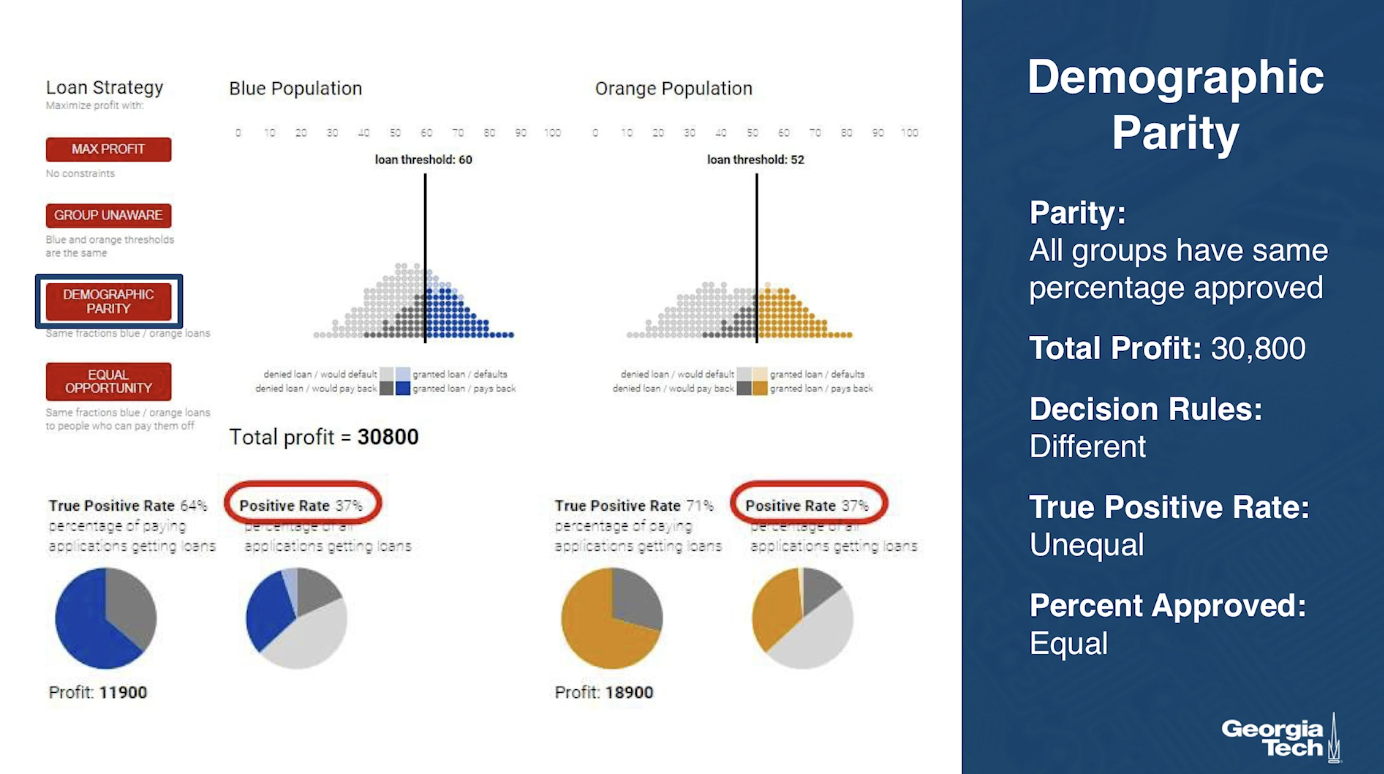 Loan Strategy
Maximize profit with:
MAX PROFIT
No constraints
GROUP UNAWARE
Blue and orange thresholds
are the same
DEMOGRAPHIC
PARITY
Same fractions blue / orange loans
EQUAL
OPPORTUNITY
Same fractions blue / orange loans
to people who can pay them off
Blue Population
0 10 20 30 40 50 60 70 80 90 100
loan threshold: 60
denied loan / would default
granted loan / defaults
denied loan / would pay back
granted loan / pays back
Orange Population
0 10 20 30 40 50 60 70 80 90 100
loan threshold: 52
denied loan / would default
granted loan / defaults
denied loan / would pay back
granted loan / pays back
Total profit = 30800
True Positive Rate 64%
percentage of paying
applications getting loans
Positive Rate 37%
percentage of all
applications getting loans
Profit: 11900
True Positive Rate 71%
percentage of paying
applications getting loans
Positive Rate 37%
percentage of all
applications getting loans
Profit: 18900
Demographic
Parity
Parity:
All groups have same
percentage approved
Total Profit: 30,800
Decision Rules:
Different
True Positive Rate:
Unequal
Percent Approved:
Equal
Georgia
Tech